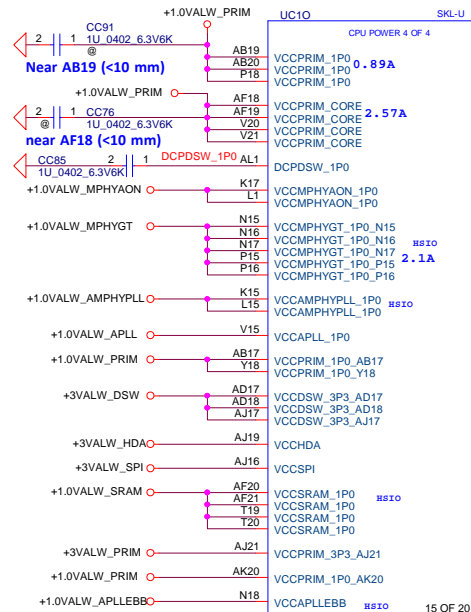 +1.0VALW_PRIM
UC1O
SKL-U
CC91
2 1
1U_0402_6.3V6K
@
Near AB19 (<10 mm)
CPU POWER 4 OF 4
AB19 VCCPRIM_1P0
AB20 VCCPRIM_1P0
P18 VCCPRIM_1P0
0.89A
+1.0VALW_PRIM
CC76
2 1
1U_0402_6.3V6K
@
near AF18 (<10 mm)
AF18 VCCPRIM_CORE
AF19 VCCPRIM_CORE
V20 VCCPRIM_CORE
V21 VCCPRIM_CORE
2.57A
CC85 2 1
1U_0402_6.3V6K
DCPDSW_1P0 AL1 DCPDSW_1P0
+1.0VALW_MPHYAON K17 VCCMPHYAON_1P0
L1 VCCMPHYAON_1P0
+1.0VALW_MPHYGT N15 VCCMPHYGT_1P0_N15
N16 VCCMPHYGT_1P0_N16 HSIO
N17 VCCMPHYGT_1P0_N17 2.1A
P15 VCCMPHYGT_1P0_P15
P16 VCCMPHYGT_1P0_P16
+1.0VALW_AMPHYPLL K15 VCCAMPHYPLL_1P0 HSIO
L15 VCCAMPHYPLL_1P0
+1.0VALW_APLL V15 VCCAPLL_1P0
+1.0VALW_PRIM AB17 VCCPRIM_1P0_AB17
Y18 VCCPRIM_1P0_Y18
+3VALW_DSW AD17 VCCDSW_3P3_AD17
AD18 VCCDSW_3P3_AD18
AJ17 VCCDSW_3P3_AJ17
+3VALW_HDA AJ19 VCCHDA
+3VALW_SPI AJ16 VCCSPI
+1.0VALW_SRAM AF20 VCCSRAM_1P0
AF21 VCCSRAM_1P0 HSIO
T19 VCCSRAM_1P0
T20 VCCSRAM_1P0
+3VALW_PRIM AJ21 VCCPRIM_3P3_AJ21
+1.0VALW_PRIM AK20 VCCPRIM_1P0_AK20
+1.0VALW_APLLEBB N18 VCCAPLLEBB HSIO
15 OF 20